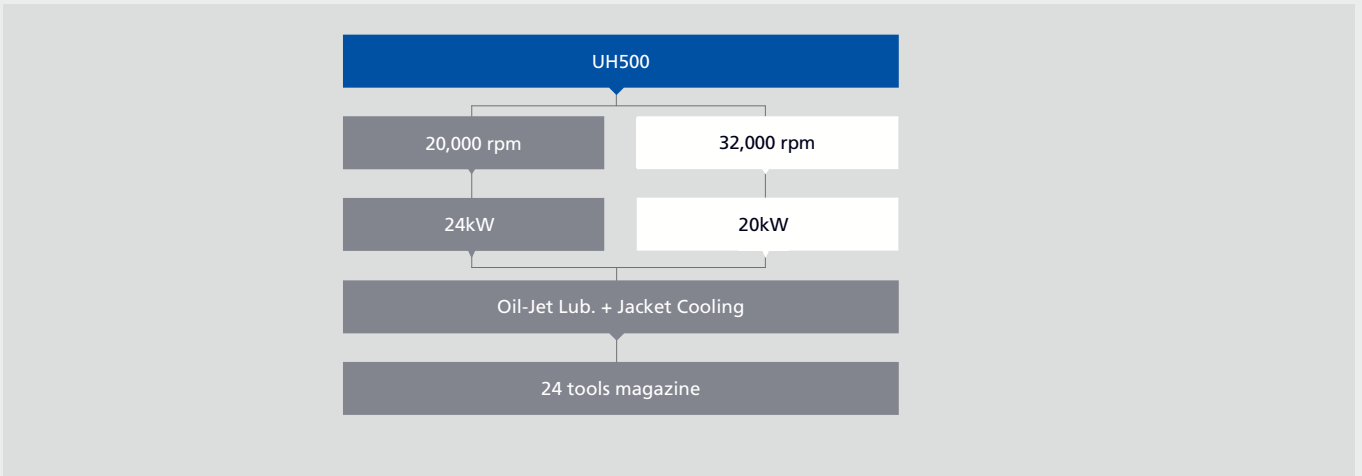 UH500
20,000 rpm
32,000 rpm
24kW
20kW
Oil-Jet Lub. + Jacket Cooling
24 tools magazine